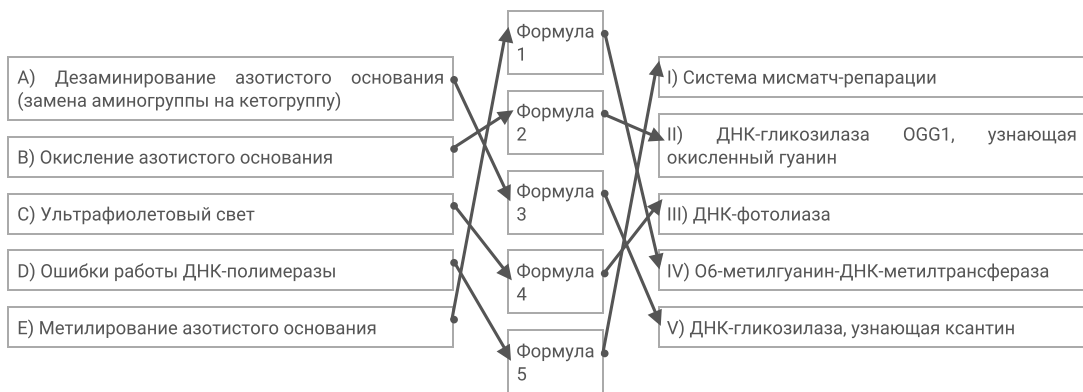 A) Дезаминирование азотистого основания
(замена аминогруппы на кетогруппу)
B) Окисление азотистого основания
C) Ультрафиолетовый свет
D) Ошибки работы ДНК-полимеразы
E) Метилирование азотистого основания
Формула
1
Формула
2
Формула
3
Формула
4
Формула
5
I) Система мисматч-репарации
II) ДНК-гликозилаза OGG1, узнающая
окисленный гуанин
III) ДНК-фотолиаза
IV) О6-метилгуанин-ДНК-метилтрансфераза
V) ДНК-гликозилаза, узнающая ксантин